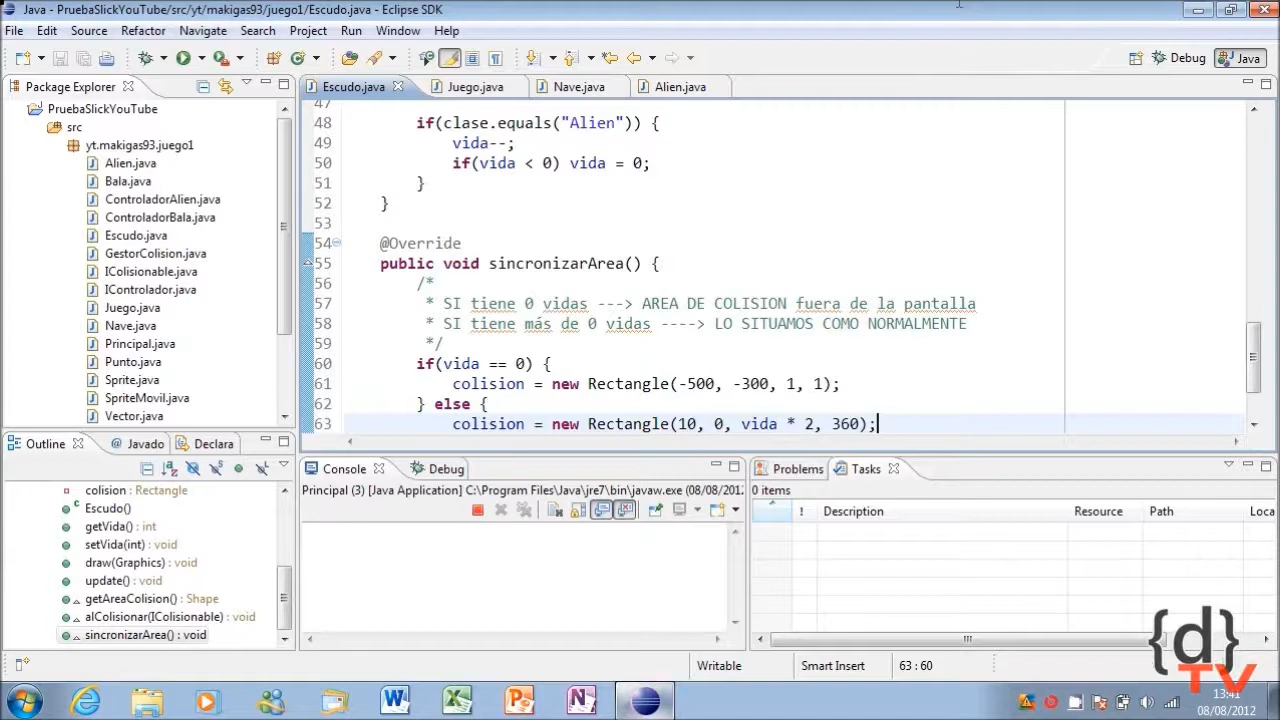 Java - PruebaSlickYouTube/src/yt/makigas93/juego1/Escudo.java - Eclipse SDK
File Edit Source Refactor Navigate Search Project Run Window Help
Debug Java
Package Explorer
PruebaSlickYouTube
src
yt.makigas93.juego1
Alien.java
Bala.java
ControladorAlien.java
ControladorBala.java
Escudo.java
GestorColision.java
IColisionable.java
IControlador.java
Juego.java
Nave.java
Principal.java
Punto.java
Sprite.java
SpriteMovil.java
Vector.java
Escudo.java Juego.java Nave.java Alien.java
47
48 if(clase.equals("Alien")) {
49 vida--;
50 if(vida < 0) vida = 0;
51 }
52 }
53
54 @Override
55 public void sincronizarArea() {
56 /*
57 * SI tiene 0 vidas ---> AREA DE COLISION fuera de la pantalla
58 * SI tiene más de 0 vidas ----> LO SITUAMOS COMO NORMALMENTE
59 */
60 if(vida == 0) {
61 colision = new Rectangle(-500, -300, 1, 1);
62 } else {
63 colision = new Rectangle(10, 0, vida * 2, 360);
Outline Javado Declara
colision : Rectangle
Escudo()
getVida() : int
setVida(int) : void
draw(Graphics) : void
update() : void
getAreaColision() : Shape
alColisionar(IColisionable) : void
sincronizarArea() : void
Console Debug
Principal (3) [Java Application] C:\Program Files\Java\jre7\bin\javaw.exe (08/08/2012
Problems Tasks
0 items
! Description Resource Path Loca
Writable Smart Insert 63 : 60
{d}
TV
13:41
08/08/2012